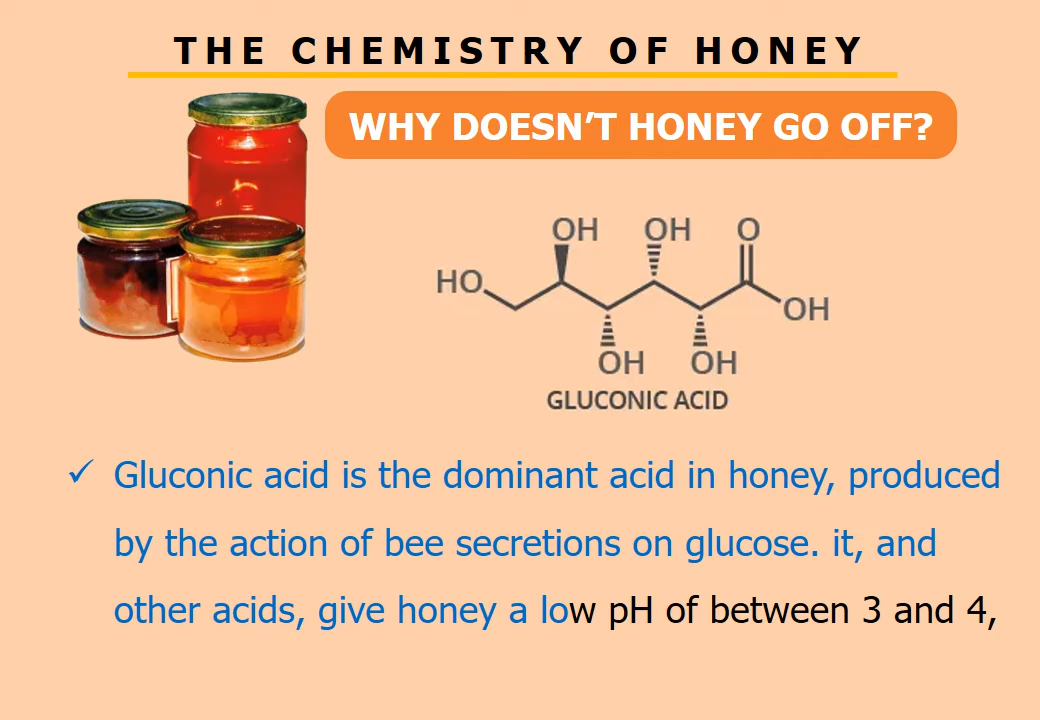 THE CHEMISTRY OF HONEY
WHY DOESN'T HONEY GO OFF?
OH OH O
HO
OH
OH OH
GLUCONIC ACID
✓ Gluconic acid is the dominant acid in honey, produced
by the action of bee secretions on glucose. it, and
other acids, give honey a low pH of between 3 and 4,